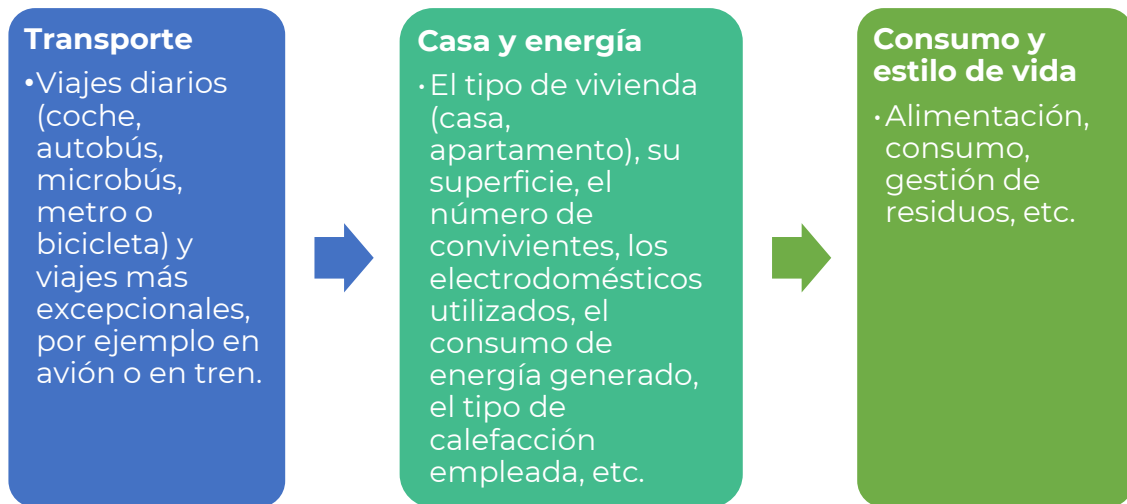 Transporte
•Viajes diarios
(coche,
autobús,
microbús,
metro o
bicicleta) y
viajes más
excepcionales,
por ejemplo en
avión o en tren.
Casa y energía
•El tipo de vivienda
(casa,
apartamento), su
superficie, el
número de
convivientes, los
electrodomésticos
utilizados, el
consumo de
energía generado,
el tipo de
calefacción
empleada, etc.
Consumo y
estilo de vida
•Alimentación,
consumo,
gestión de
residuos, etc.